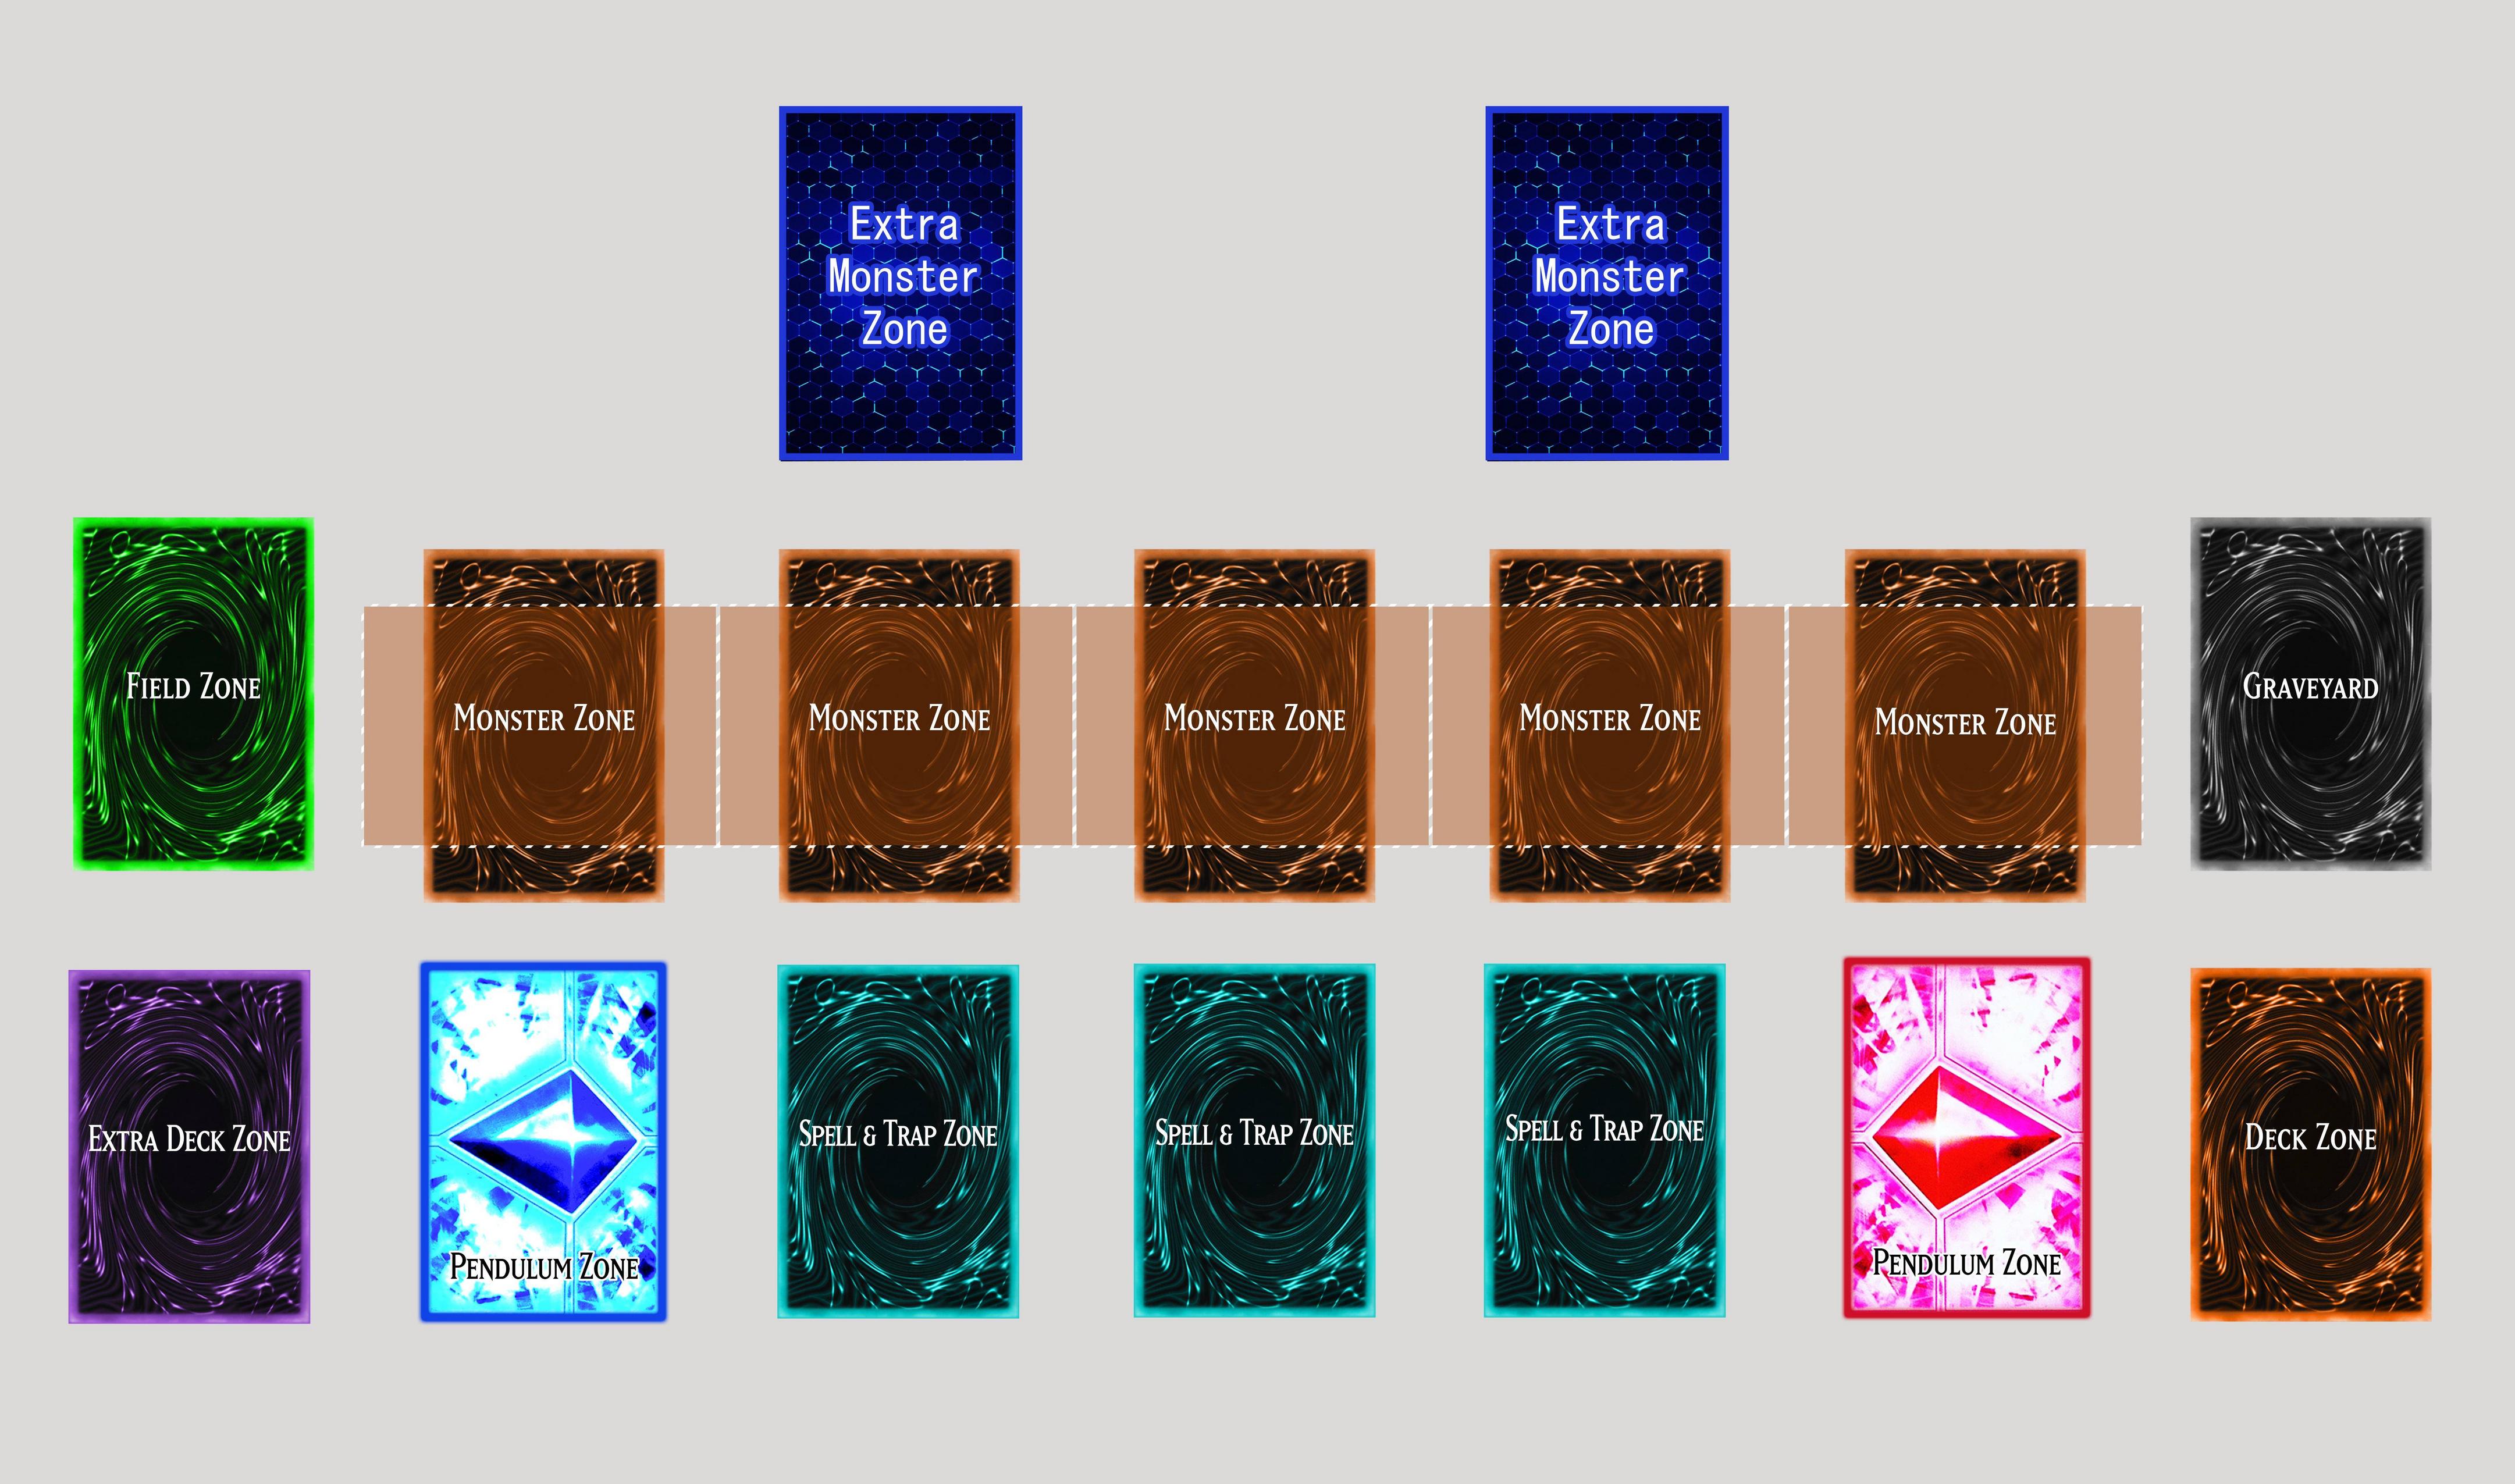 Extra
Monster
Zone
Extra
Monster
Zone
Field Zone
Monster Zone
Monster Zone
Monster Zone
Monster Zone
Monster Zone
Graveyard
Extra Deck Zone
Pendulum Zone
Spell & Trap Zone
Spell & Trap Zone
Spell & Trap Zone
Pendulum Zone
Deck Zone